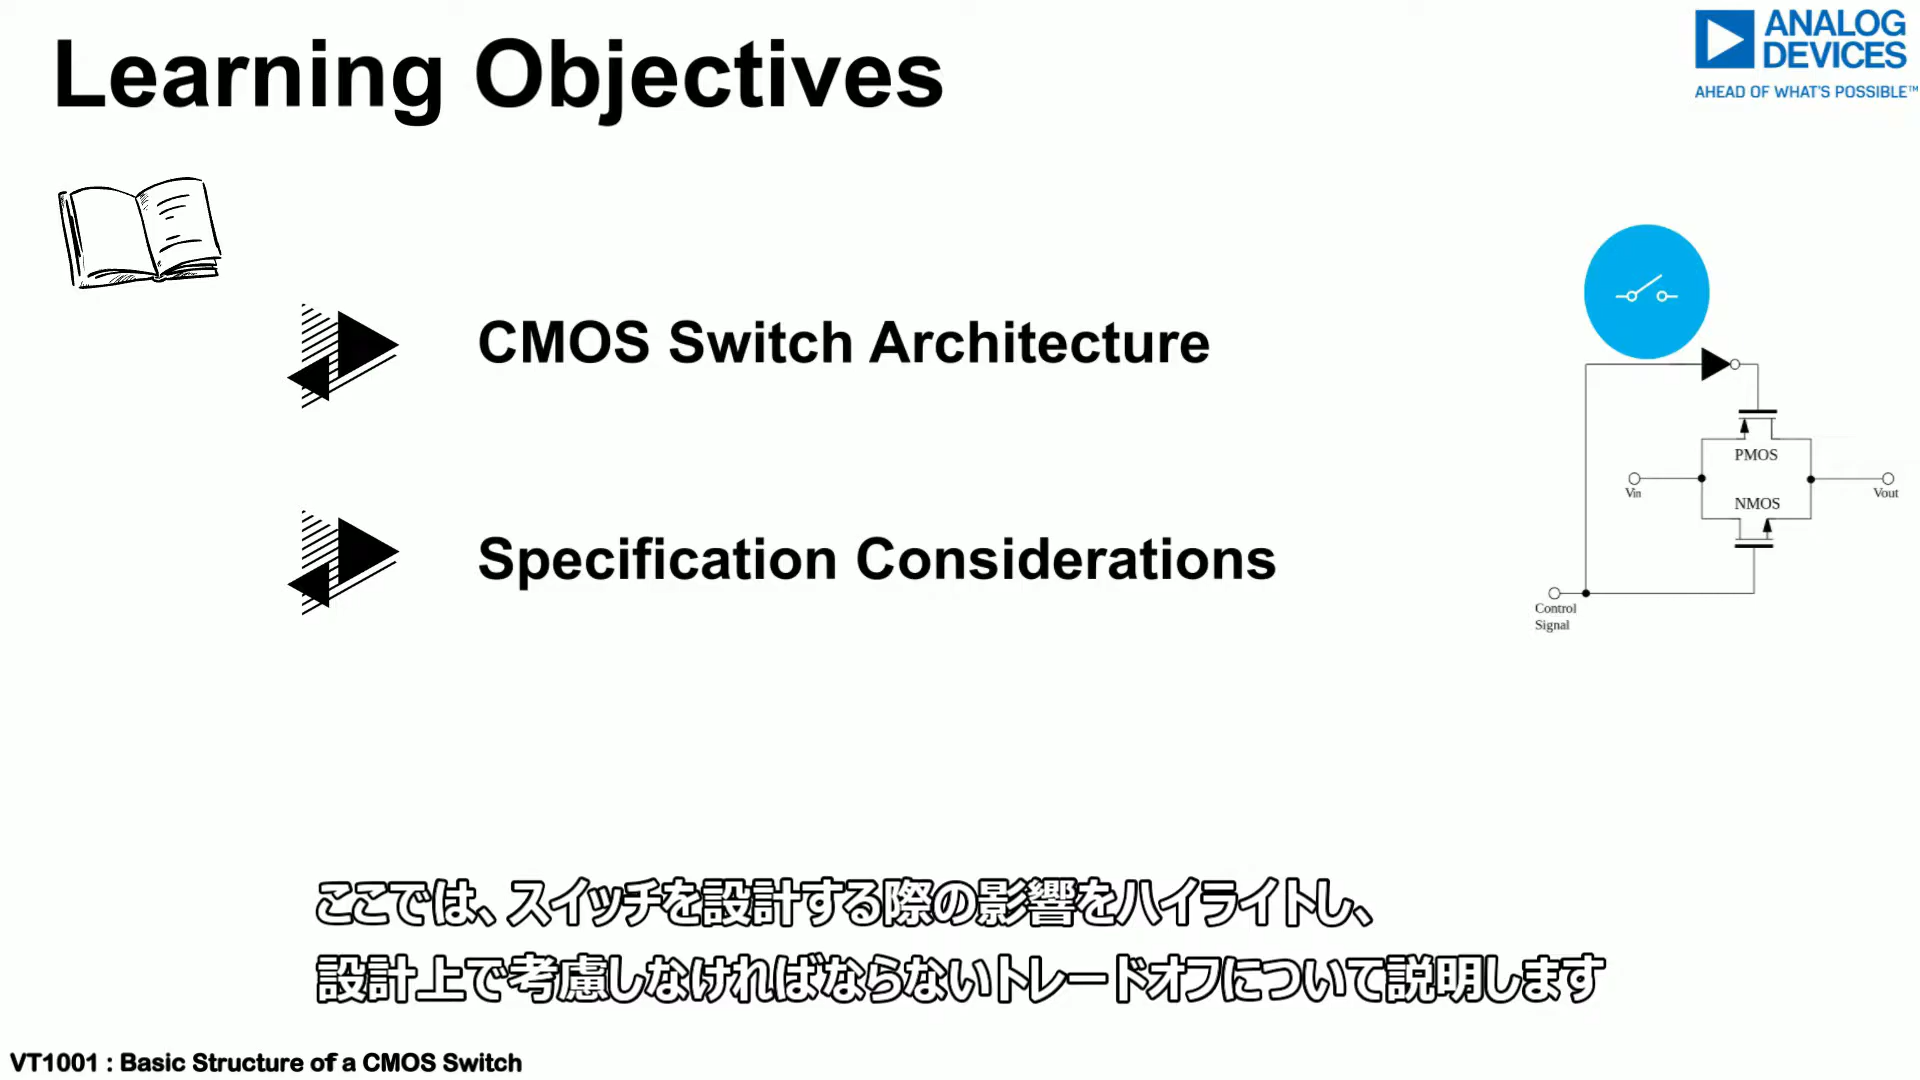 Learning Objectives
ANALOG
DEVICES
AHEAD OF WHAT'S POSSIBLE™
CMOS Switch Architecture
PMOS
Vin
Vout
NMOS
Specification Considerations
Control
Signal
ここでは、スイッチを設計する際の影響をハイライトし、
設計上で考慮しなければならないトレードオフについて説明します
VT1001 : Basic Structure of a CMOS Switch